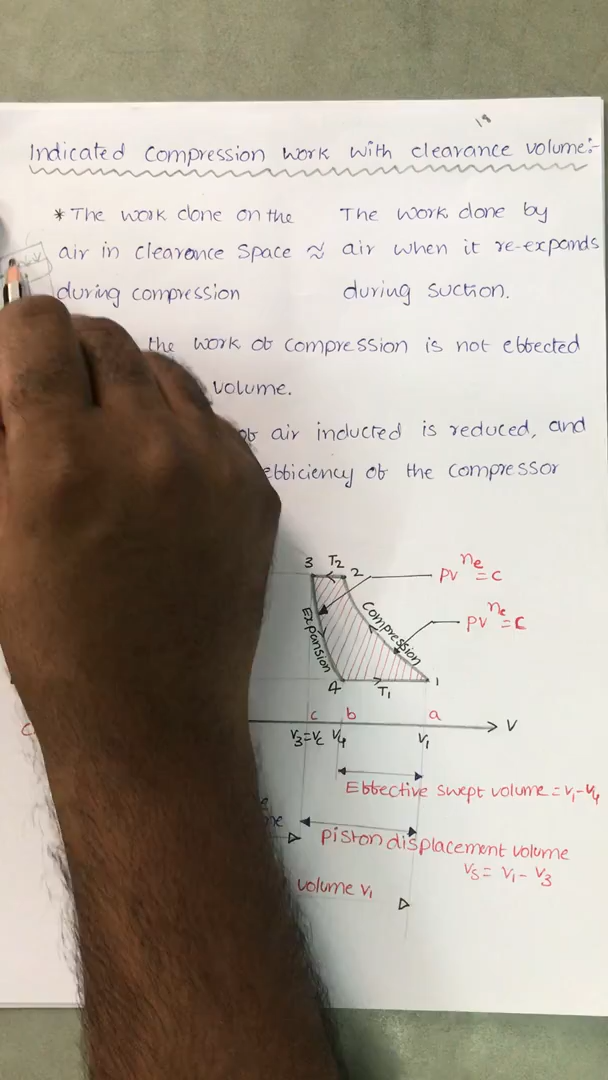 19
Indicated compression work with clearance volume:-
* The work done on the The work done by
air in clearance space ≈ air when it re-expands
during compression during suction.
the work of compression is not effected
volume.
of air inducted is reduced, and
efficiency of the compressor
3 T2 2 PV^ne=C
Expansion Compression PV^ne=C
4 T1 1
c b a
V3=Vc V4 V1 V
Effective swept volume = V1-V4
Piston displacement volume
Vs= V1 - V3
volume V1